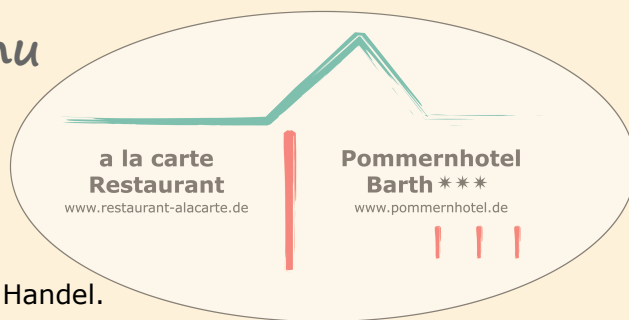 nu
a la carte
Restaurant
www.restaurant-alacarte.de
Pommernhotel
Barth ✶✶✶
www.pommernhotel.de
Handel.